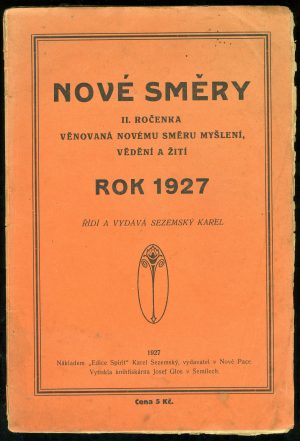 NOVÉ SMĚRY
II. ROČENKA
VĚNOVANÁ NOVÉMU SMĚRU MYŠLENÍ,
VĚDĚNÍ A ŽITÍ
ROK 1927
ŘÍDÍ A VYDÁVÁ SEZEMSKÝ KAREL
1927
Nákladem „Edice Spirit“ Karel Sezemský, vydavatel v Nové Pace.
Vytiskla knihtiskárna Josef Glos v Semilech.
Cena 5 Kč.